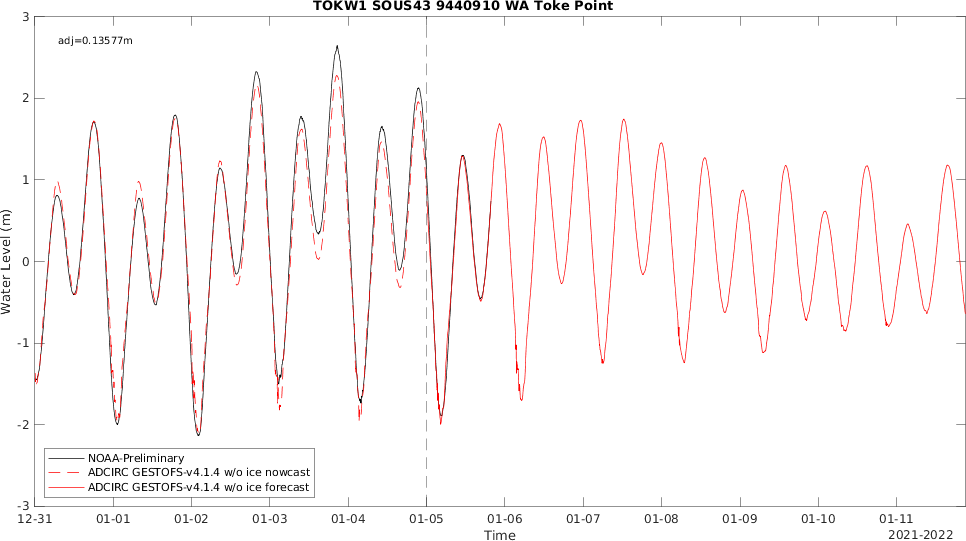 TOKW1 SOUS43 9440910 WA Toke Point
adj=0.13577m
3
2
1
0
-1
-2
-3
Water Level (m)
NOAA-Preliminary
ADCIRC GESTOFS-v4.1.4 w/o ice nowcast
ADCIRC GESTOFS-v4.1.4 w/o ice forecast
12-31 01-01 01-02 01-03 01-04 01-05 01-06 01-07 01-08 01-09 01-10 01-11
Time
2021-2022